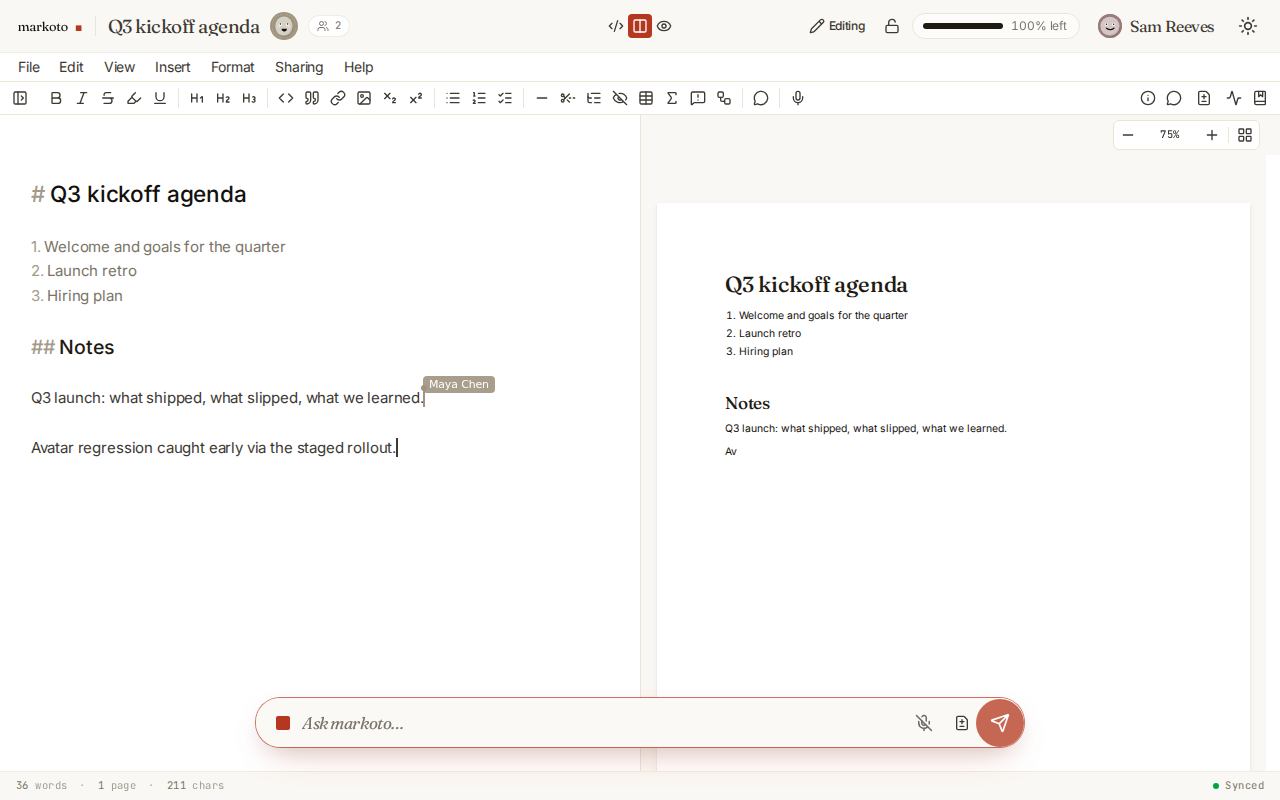 markoto
Q3 kickoff agenda
2
Editing
100% left
Sam Reeves
File Edit View Insert Format Sharing Help
H1 H2 H3
75%
# Q3 kickoff agenda
1. Welcome and goals for the quarter
2. Launch retro
3. Hiring plan
## Notes
Maya Chen
Q3 launch: what shipped, what slipped, what we learned.
Avatar regression caught early via the staged rollout.
Q3 kickoff agenda
1. Welcome and goals for the quarter
2. Launch retro
3. Hiring plan
Notes
Q3 launch: what shipped, what slipped, what we learned.
Av
Ask markoto...
36 words · 1 page · 211 chars
Synced